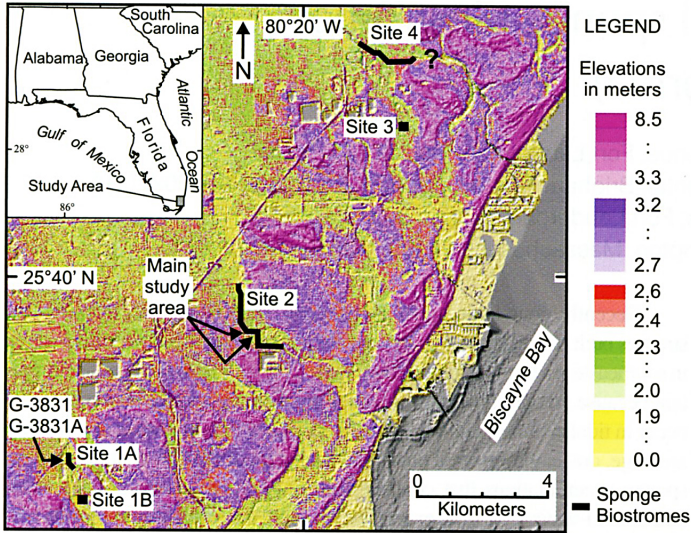 South
Carolina
Alabama
Georgia
Atlantic
Ocean
Gulf of Mexico
Florida
28°
Study Area
86°
80°20' W
N
Site 4
?
Site 3
25°40' N
Main
study
area
Site 2
G-3831
G-3831A
Site 1A
Site 1B
Biscayne Bay
0 4
Kilometers
LEGEND
Elevations
in meters
8.5
:
3.3
3.2
:
2.7
2.6
:
2.4
2.3
:
2.0
1.9
:
0.0
Sponge
Biostromes